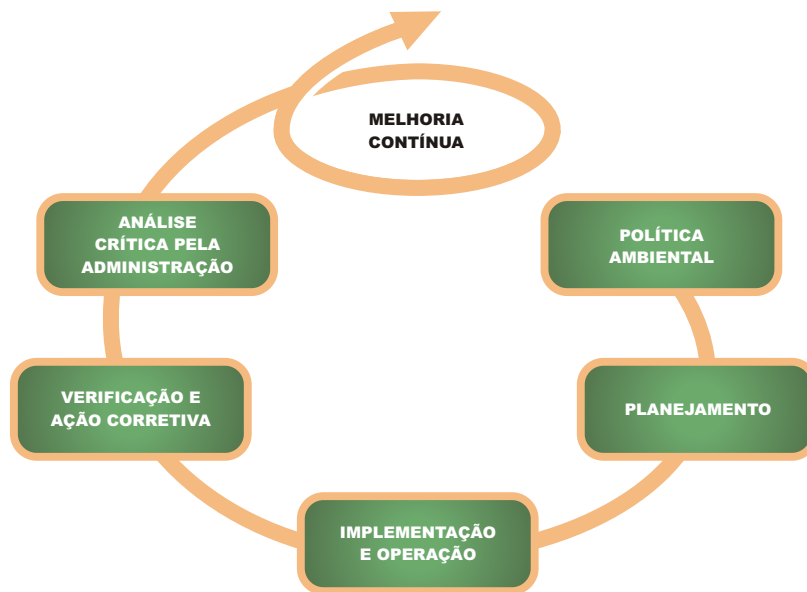 MELHORIA
CONTÍNUA
ANÁLISE
CRÍTICA PELA
ADMINISTRAÇÃO
POLÍTICA
AMBIENTAL
VERIFICAÇÃO E
AÇÃO CORRETIVA
PLANEJAMENTO
IMPLEMENTAÇÃO
E OPERAÇÃO